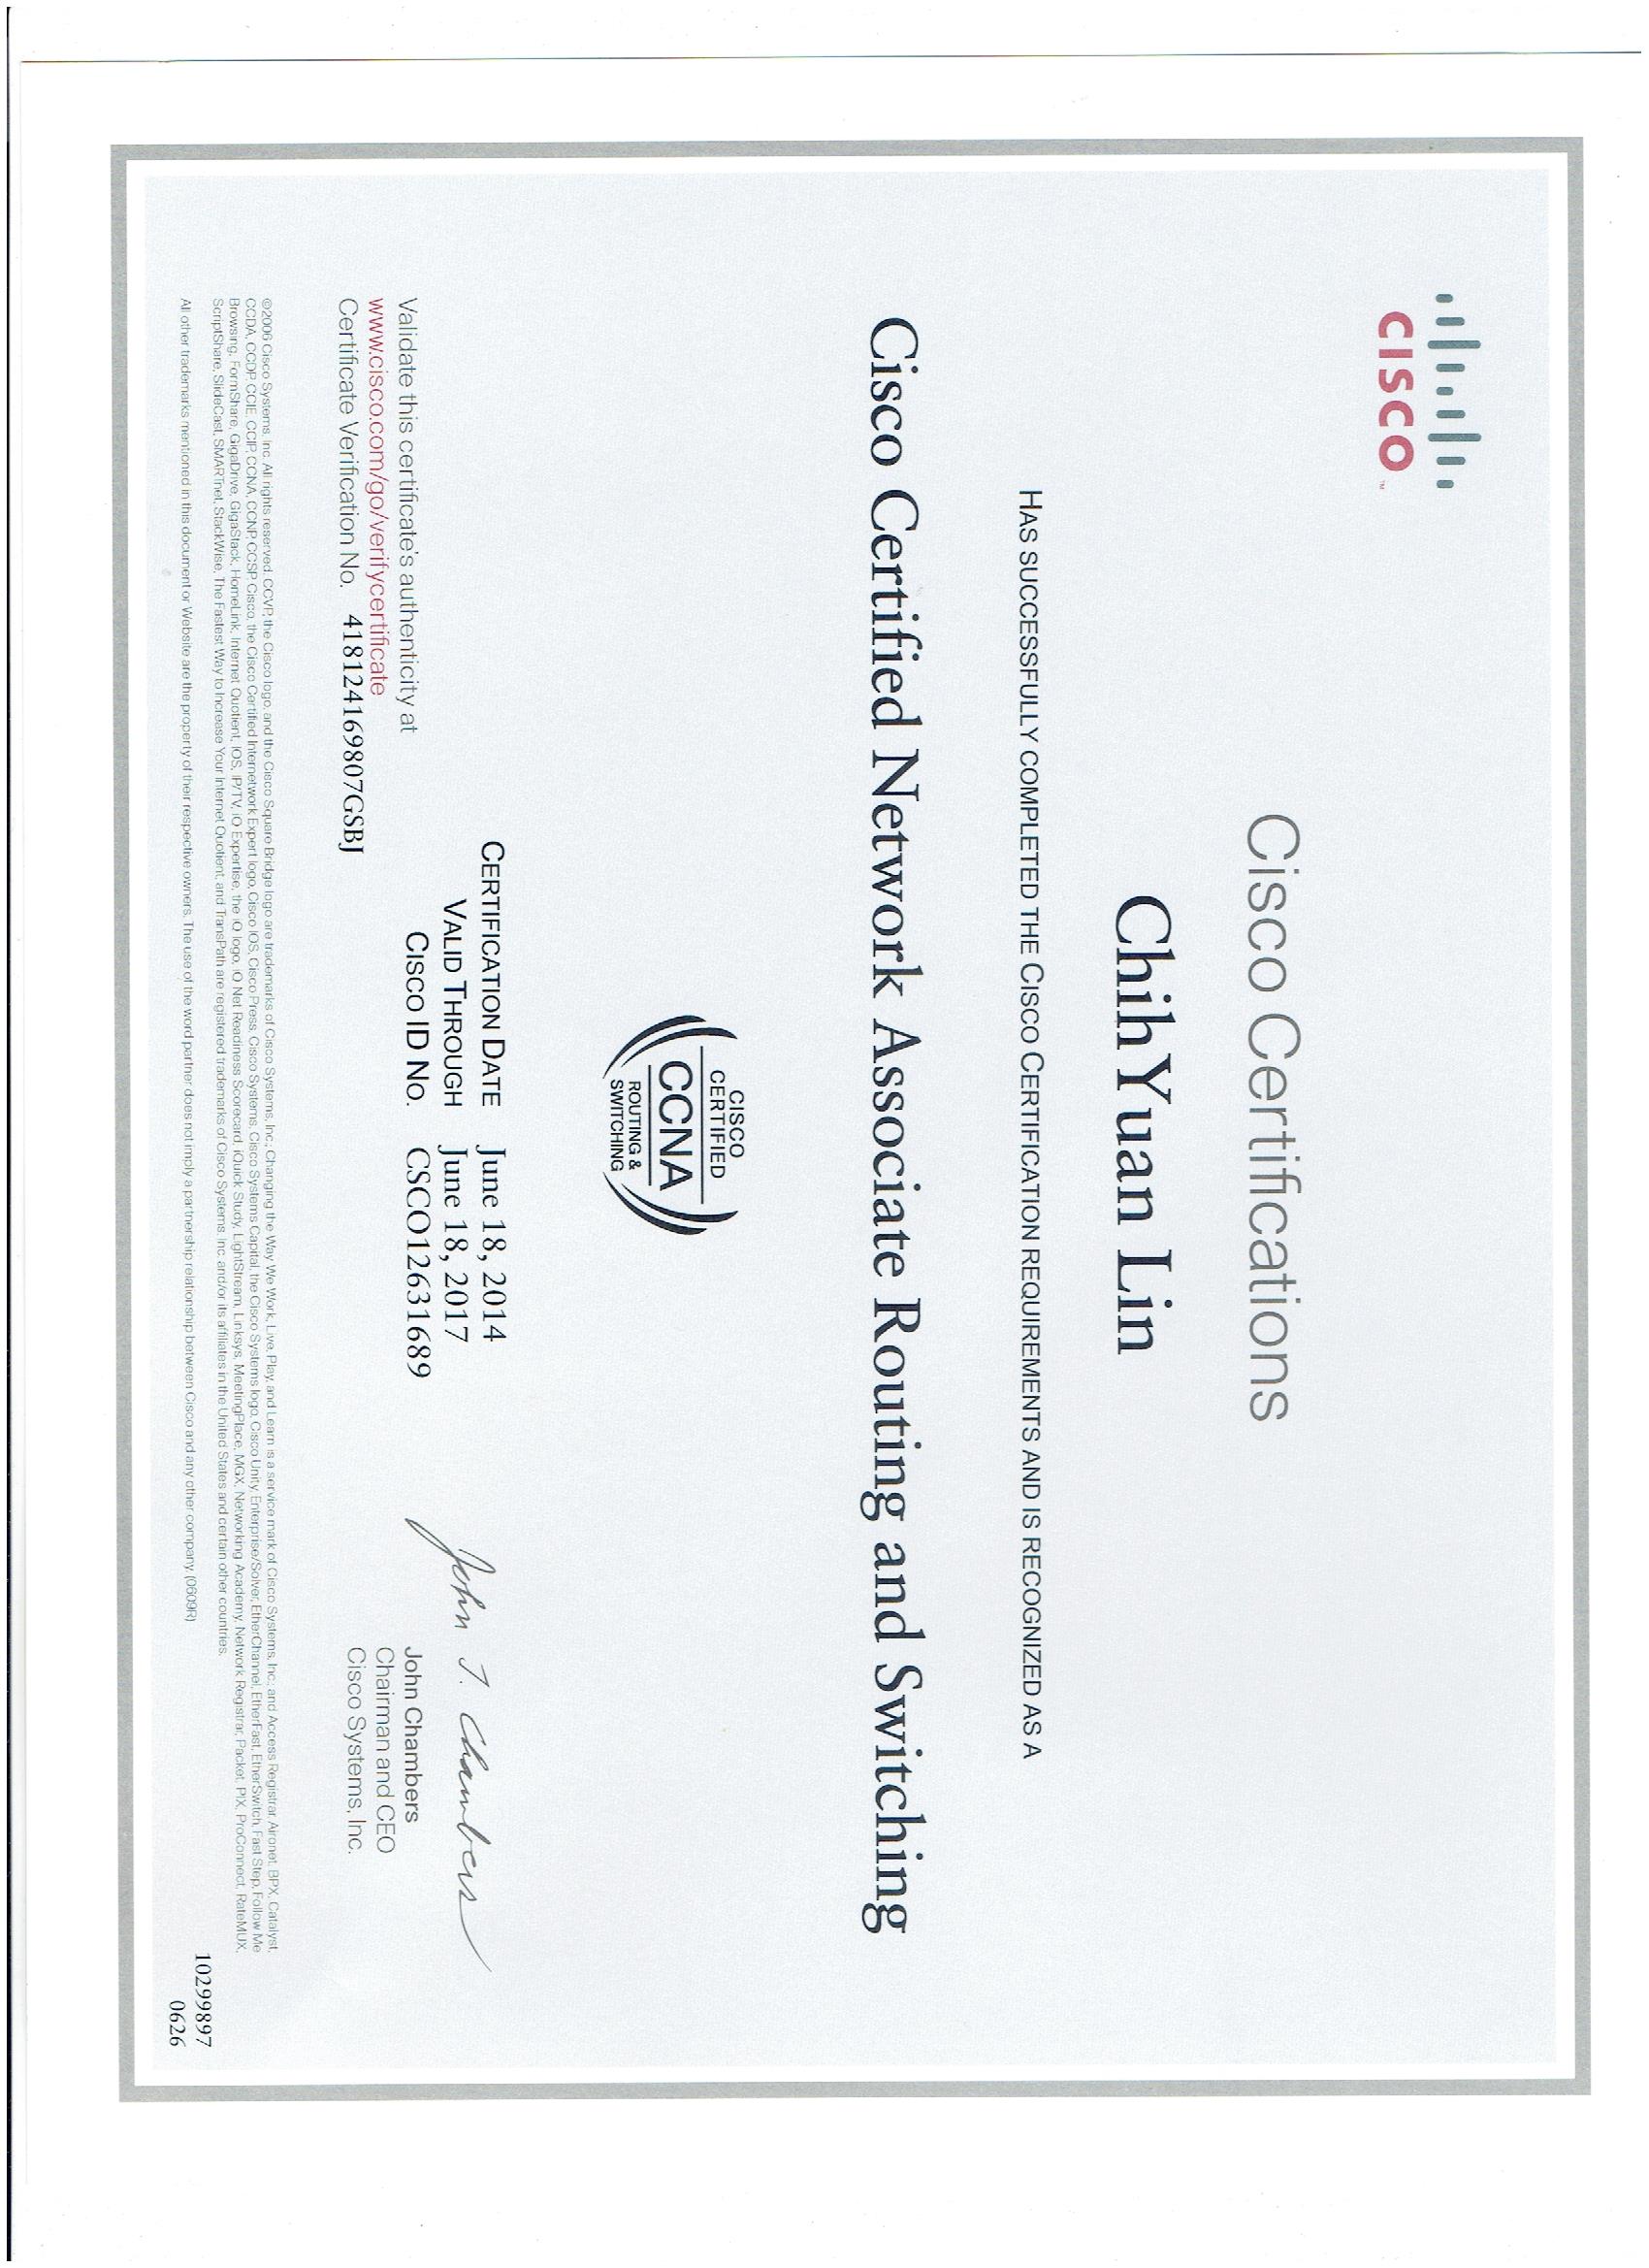 CISCO™
Cisco Certifications
ChihYuan Lin
HAS SUCCESSFULLY COMPLETED THE CISCO CERTIFICATION REQUIREMENTS AND IS RECOGNIZED AS A
Cisco Certified Network Associate Routing and Switching
CISCO
CERTIFIED
CCNA
ROUTING &
SWITCHING
CERTIFICATION DATE June 18, 2014
VALID THROUGH June 18, 2017
CISCO ID NO. CSCO12631689
Validate this certificate's authenticity at
www.cisco.com/go/verifycertificate
Certificate Verification No. 418124169807GSBJ
John T. Chambers
John Chambers
Chairman and CEO
Cisco Systems, Inc.
©2006 Cisco Systems, Inc. All rights reserved. CCVP, the Cisco logo, and the Cisco Square Bridge logo are trademarks of Cisco Systems, Inc.; Changing the Way We Work, Live, Play, and Learn is a service mark of Cisco Systems, Inc.; and Access Registrar, Aironet, BPX, Catalyst,
CCDA, CCDP, CCIE, CCIP, CCNA, CCNP, CCSP, Cisco, the Cisco Certified Internetwork Expert logo, Cisco IOS, Cisco Press, Cisco Systems, Cisco Systems Capital, the Cisco Systems logo, Cisco Unity, Enterprise/Solver, EtherChannel, EtherFast, EtherSwitch, Fast Step, Follow Me
Browsing, FormShare, GigaDrive, GigaStack, HomeLink, Internet Quotient, IOS, IP/TV, iQ Expertise, the iQ logo, iQ Net Readiness Scorecard, iQuick Study, LightStream, Linksys, MeetingPlace, MGX, Networking Academy, Network Registrar, Packet, PIX, ProConnect, RateMUX,
ScriptShare, SlideCast, SMARTnet, StackWise, The Fastest Way to Increase Your Internet Quotient, and TransPath are registered trademarks of Cisco Systems, Inc. and/or its affiliates in the United States and certain other countries.
All other trademarks mentioned in this document or Website are the property of their respective owners. The use of the word partner does not imply a partnership relationship between Cisco and any other company. (0609R)
10299897
0626